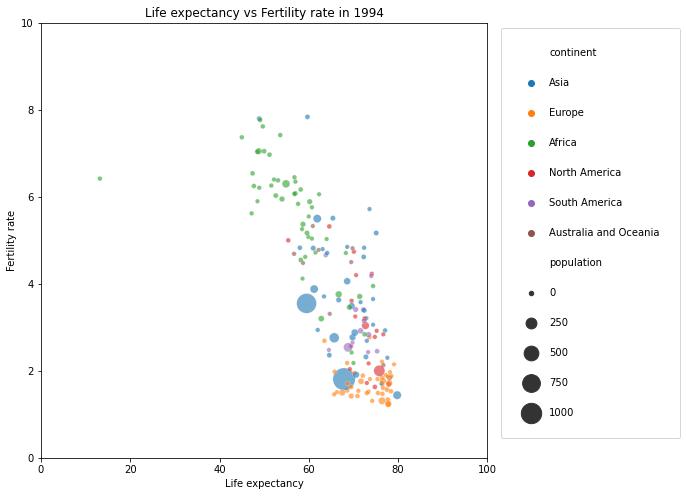 Life expectancy vs Fertility rate in 1994
10
8
6
4
2
0
Fertility rate
0 20 40 60 80 100
Life expectancy
continent
Asia
Europe
Africa
North America
South America
Australia and Oceania
population
0
250
500
750
1000